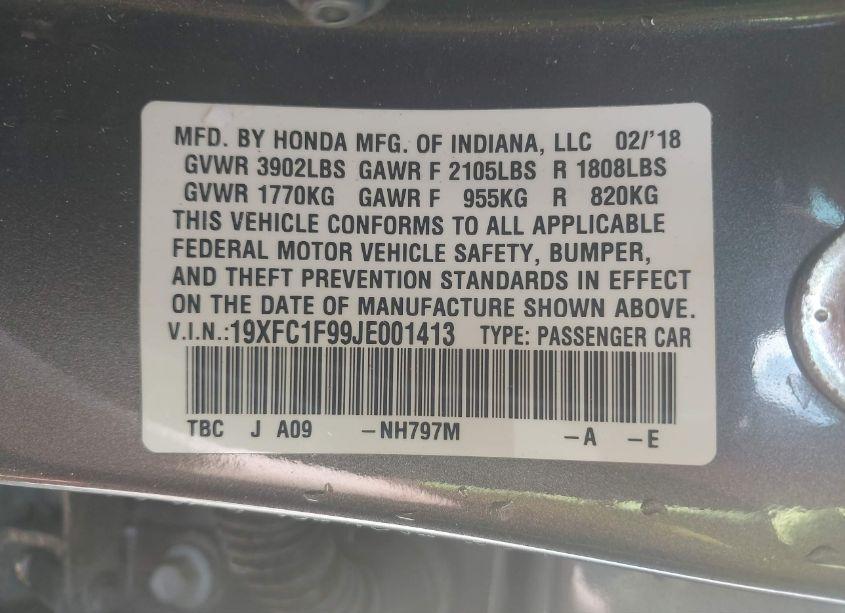 MFD. BY HONDA MFG. OF INDIANA, LLC 02/'18
GVWR 3902LBS GAWR F 2105LBS R 1808LBS
GVWR 1770KG GAWR F 955KG R 820KG
THIS VEHICLE CONFORMS TO ALL APPLICABLE
FEDERAL MOTOR VEHICLE SAFETY, BUMPER,
AND THEFT PREVENTION STANDARDS IN EFFECT
ON THE DATE OF MANUFACTURE SHOWN ABOVE.
V.I.N.:19XFC1F99JE001413 TYPE: PASSENGER CAR
TBC J A09 -NH797M -A -E